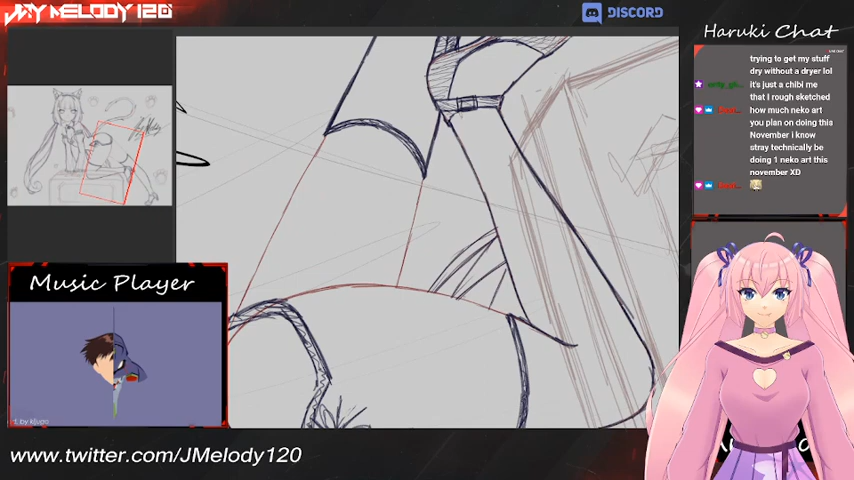 JAY MELODY 120
DISCORD
Haruki Chat
trying to get my stuff
dry without a dryer lol
it's just a chibi me
that I rough sketched
how much neko art
you plan on doing this
November i know
stray technically be
doing 1 neko art this
november XD
Music Player
www.twitter.com/JMelody120